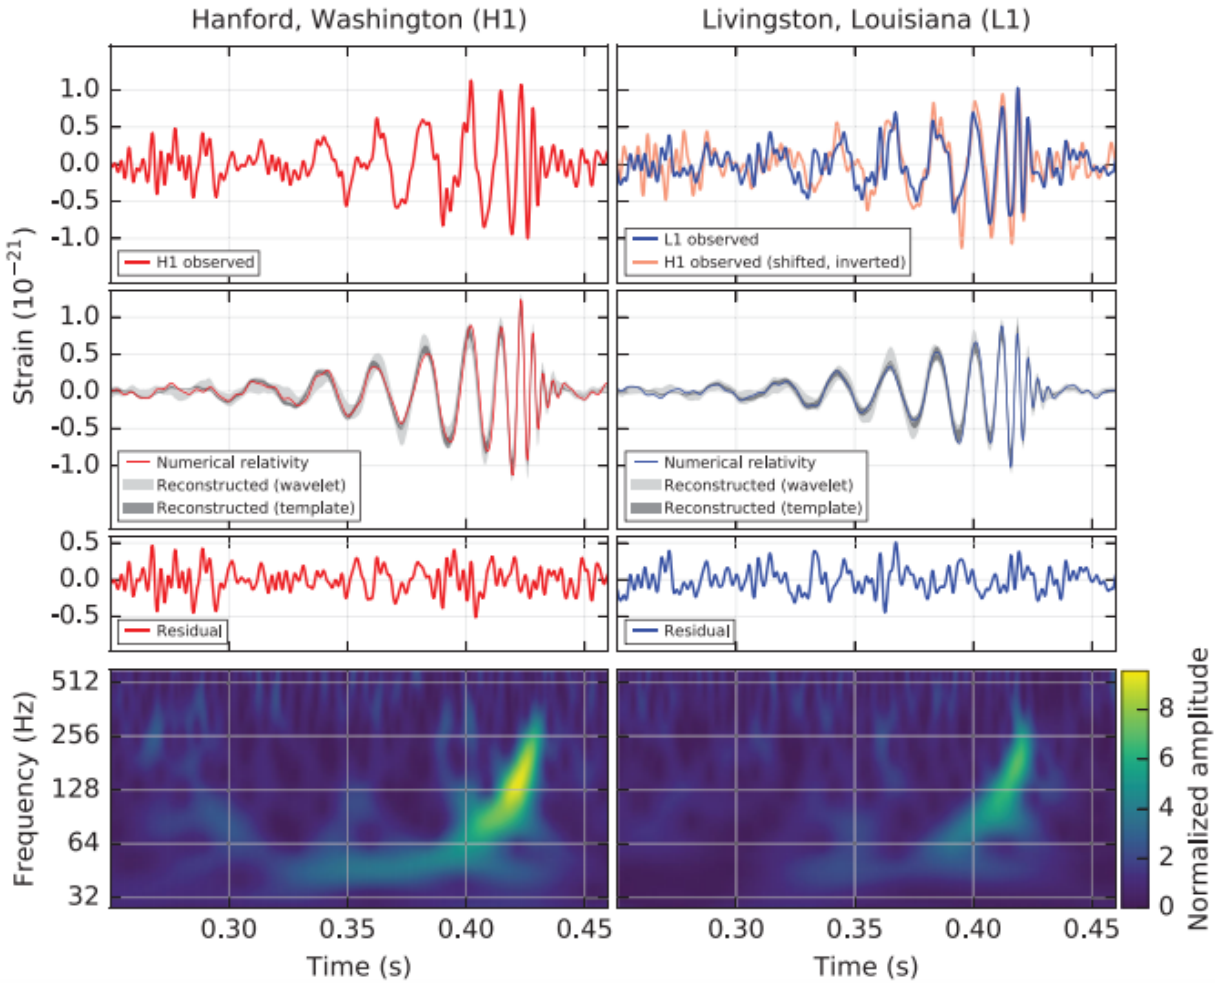 Hanford, Washington (H1)
Livingston, Louisiana (L1)
Strain (10⁻²¹)
1.0
0.5
0.0
-0.5
-1.0
H1 observed
L1 observed
H1 observed (shifted, inverted)
1.0
0.5
0.0
-0.5
-1.0
Numerical relativity
Reconstructed (wavelet)
Reconstructed (template)
Numerical relativity
Reconstructed (wavelet)
Reconstructed (template)
0.5
0.0
-0.5
Residual
Residual
Frequency (Hz)
512
256
128
64
32
Normalized amplitude
8
6
4
2
0
0.30 0.35 0.40 0.45
0.30 0.35 0.40 0.45
Time (s)
Time (s)